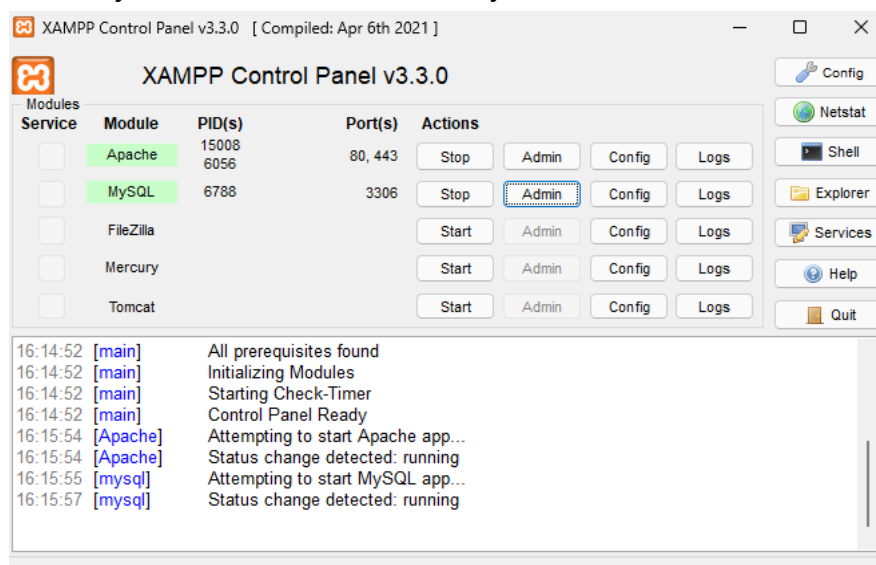 XAMPP Control Panel v3.3.0 [ Compiled: Apr 6th 2021 ]
XAMPP Control Panel v3.3.0
Config
Modules
Service Module PID(s) Port(s) Actions
Netstat
Apache 15008 6056 80, 443 Stop Admin Config Logs
Shell
MySQL 6788 3306 Stop Admin Config Logs
Explorer
FileZilla Start Admin Config Logs
Services
Mercury Start Admin Config Logs
Help
Tomcat Start Admin Config Logs
Quit
16:14:52 [main] All prerequisites found
16:14:52 [main] Initializing Modules
16:14:52 [main] Starting Check-Timer
16:14:52 [main] Control Panel Ready
16:15:54 [Apache] Attempting to start Apache app...
16:15:54 [Apache] Status change detected: running
16:15:55 [mysql] Attempting to start MySQL app...
16:15:57 [mysql] Status change detected: running